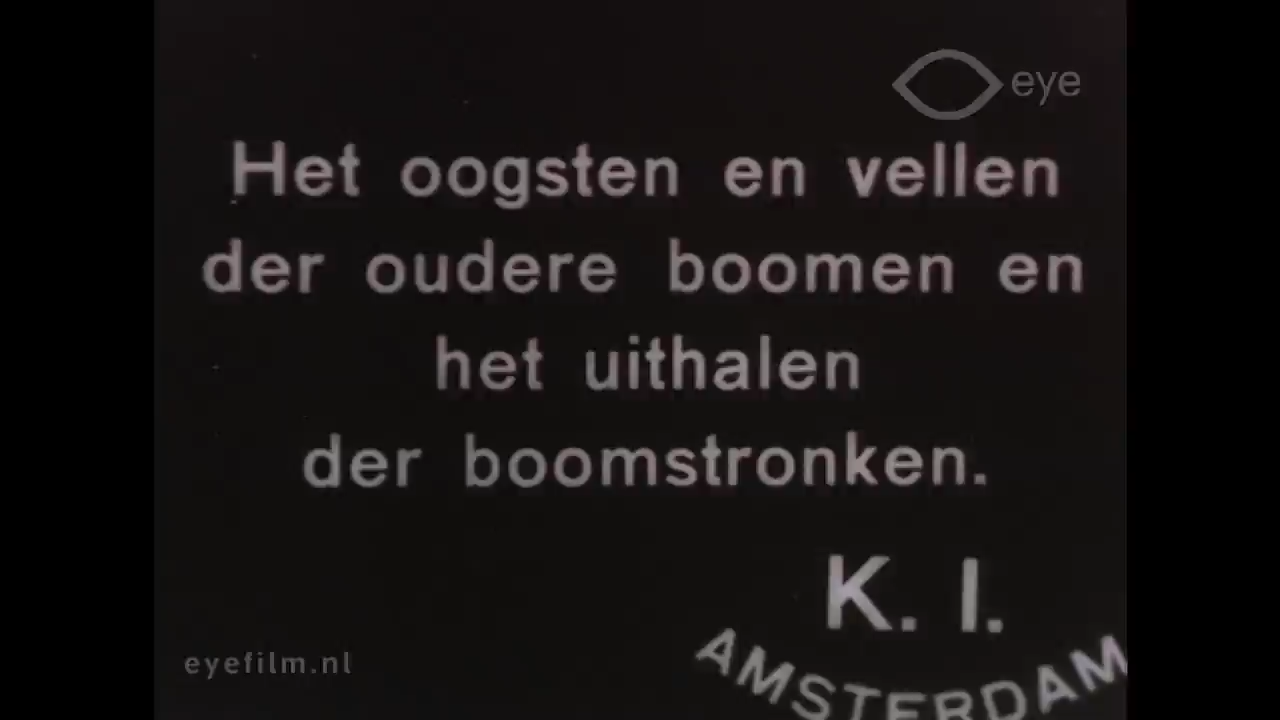 eye
Het oogsten en vellen
der oudere boomen en
het uithalen
der boomstronken.
K. I.
AMSTERDAM
eyefilm.nl